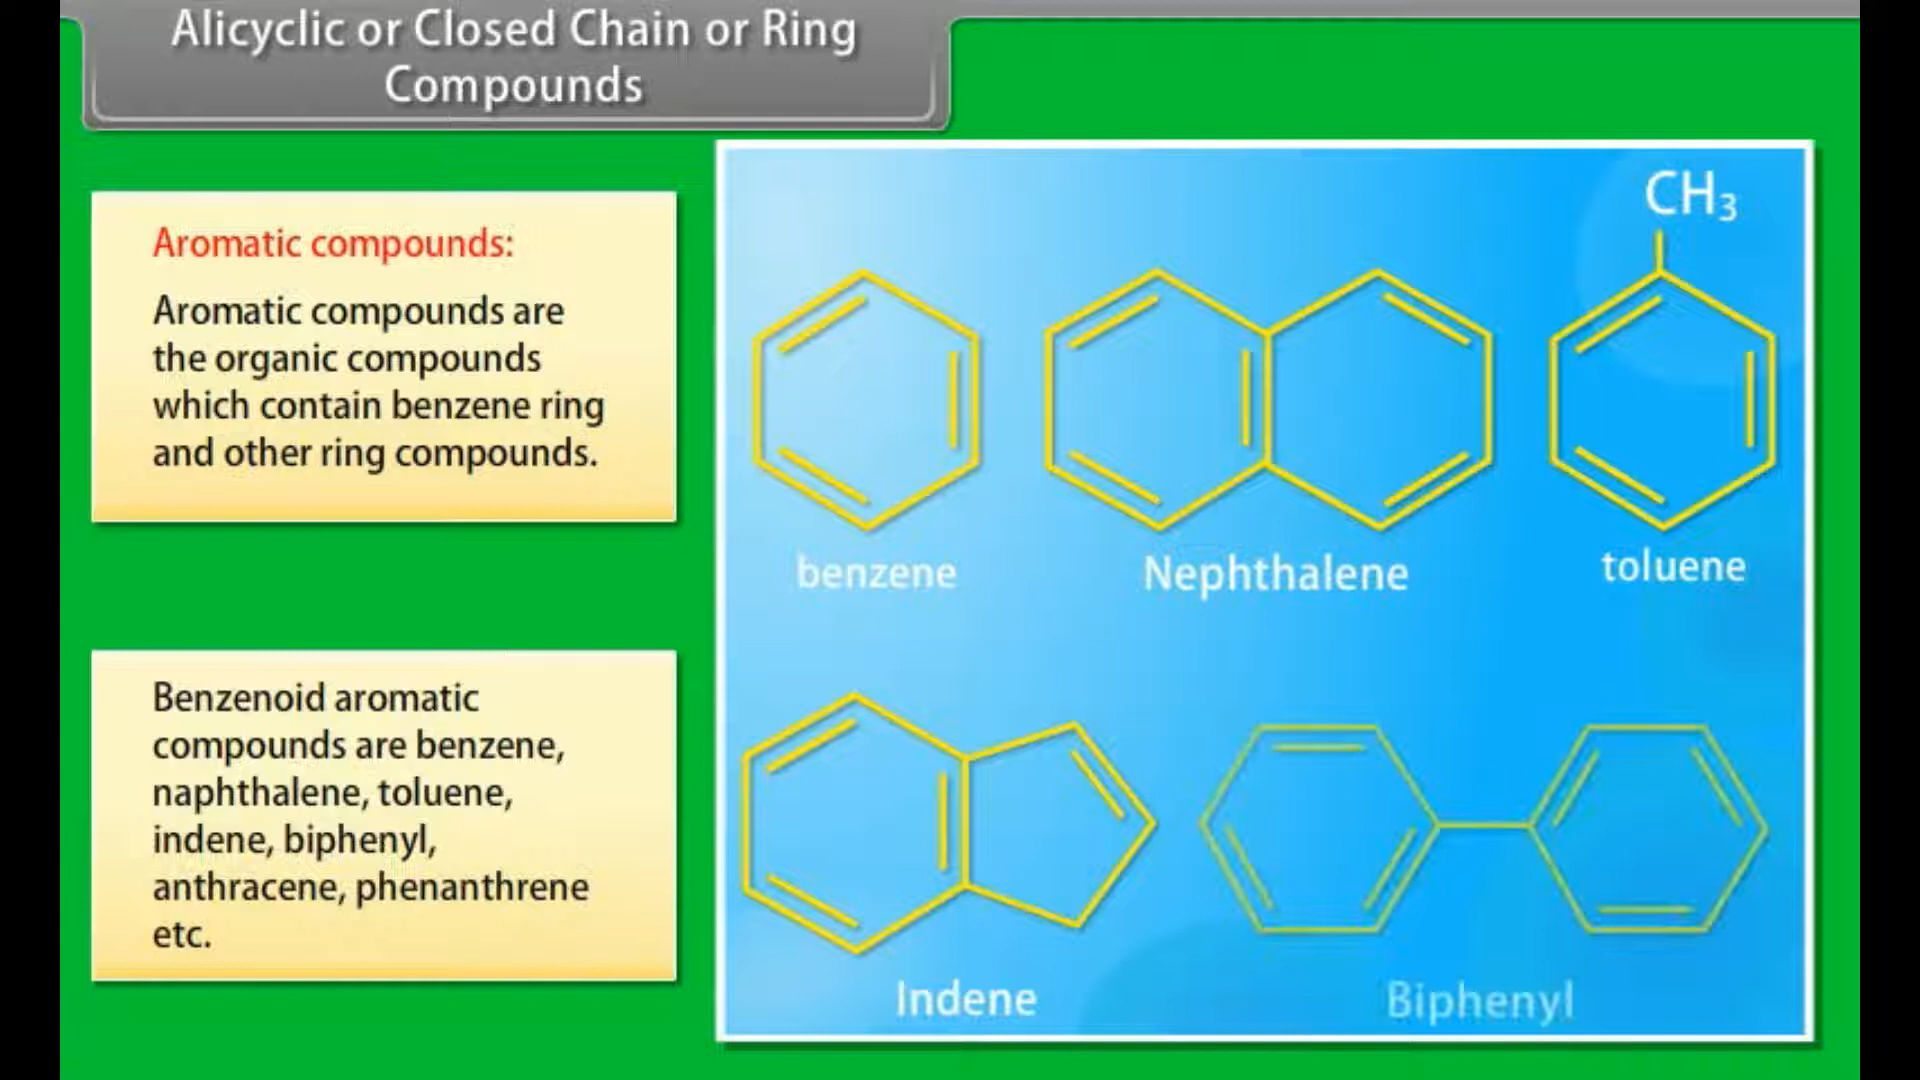 Alicyclic or Closed Chain or Ring
Compounds
Aromatic compounds:
Aromatic compounds are
the organic compounds
which contain benzene ring
and other ring compounds.
Benzenoid aromatic
compounds are benzene,
naphthalene, toluene,
indene, biphenyl,
anthracene, phenanthrene
etc.
CH₃
benzene
Nephthalene
toluene
Indene
Biphenyl